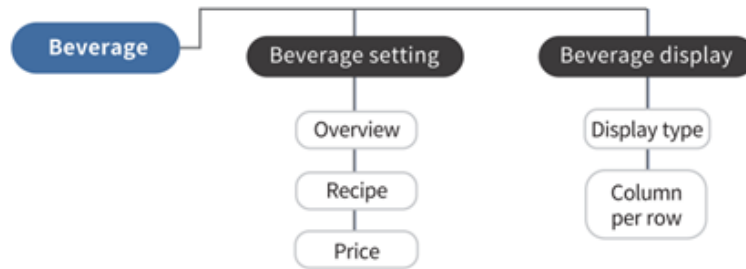 Beverage
Beverage setting
Overview
Recipe
Price
Beverage display
Display type
Column
per row